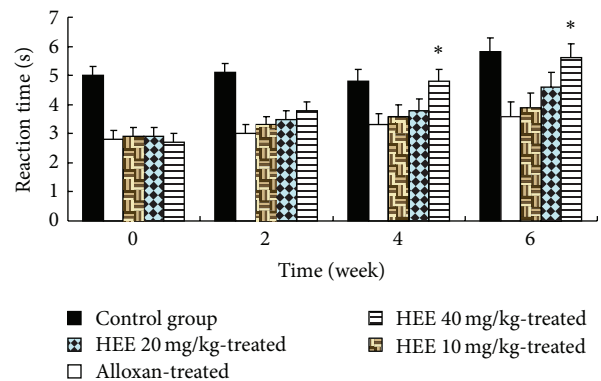 7
6
5
4
3
2
1
0
Reaction time (s)
* *
0 2 4 6
Time (week)
Control group
HEE 20 mg/kg-treated
Alloxan-treated
HEE 40 mg/kg-treated
HEE 10 mg/kg-treated